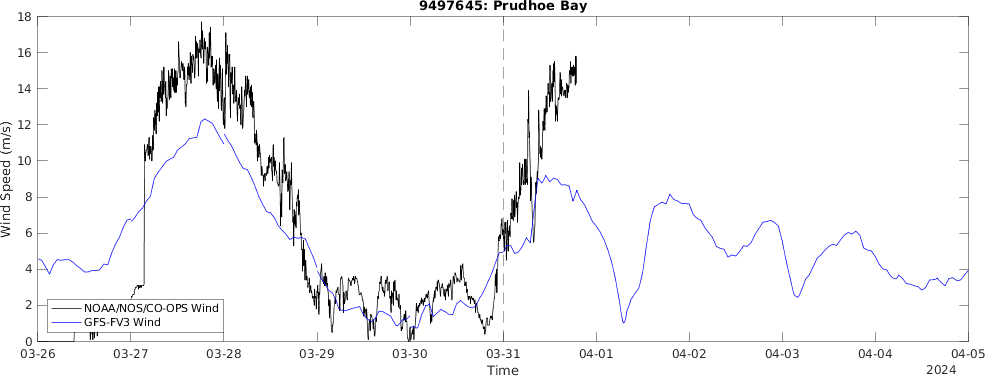 9497645: Prudhoe Bay
18
16
14
12
10
8
6
4
2
0
Wind Speed (m/s)
NOAA/NOS/CO-OPS Wind
GFS-FV3 Wind
03-26 03-27 03-28 03-29 03-30 03-31 04-01 04-02 04-03 04-04 04-05
Time
2024